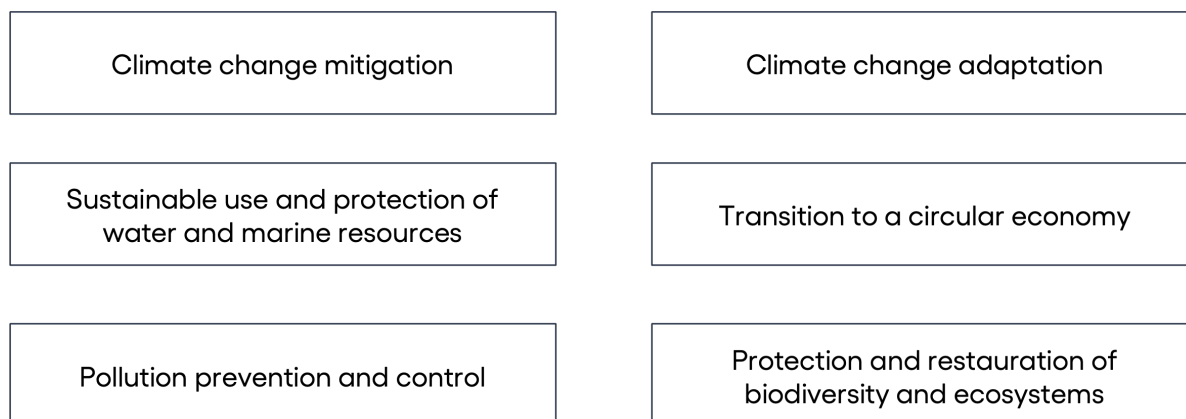 Climate change mitigation
Climate change adaptation
Sustainable use and protection of
water and marine resources
Transition to a circular economy
Pollution prevention and control
Protection and restauration of
biodiversity and ecosystems